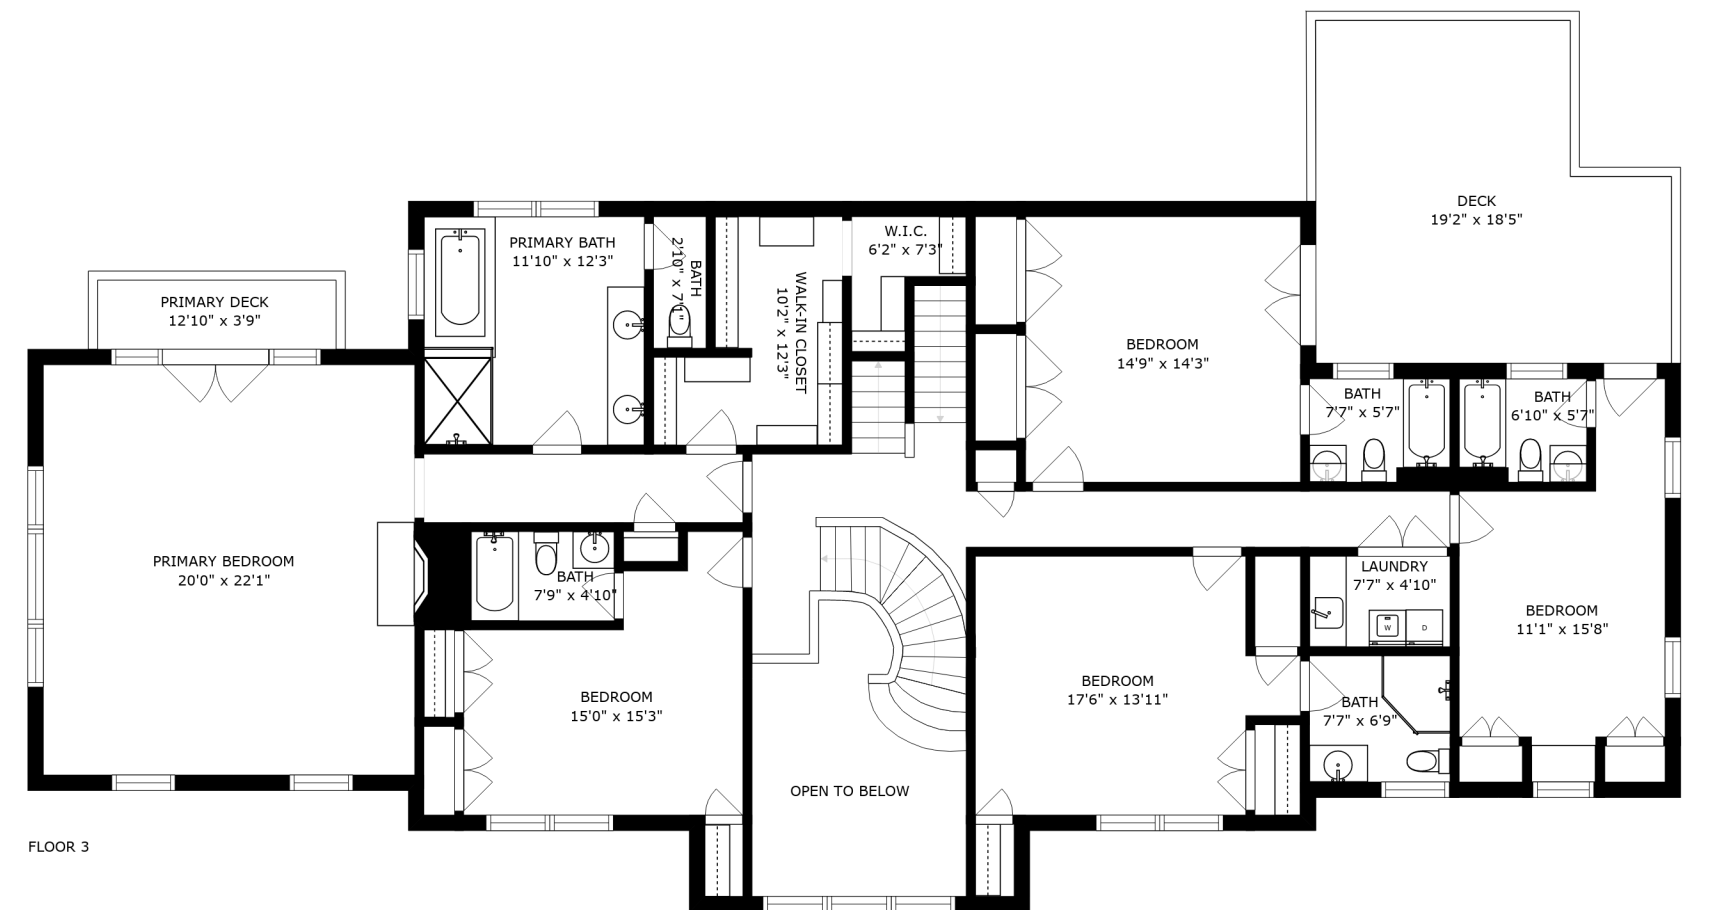 DECK
19'2" x 18'5"
PRIMARY BATH
11'10" x 12'3"
BATH
2'10" x 7'1"
WALK-IN CLOSET
10'2" x 12'3"
W.I.C.
6'2" x 7'3"
PRIMARY DECK
12'10" x 3'9"
BEDROOM
14'9" x 14'3"
BATH
7'7" x 5'7"
BATH
6'10" x 5'7"
PRIMARY BEDROOM
20'0" x 22'1"
BATH
7'9" x 4'10"
LAUNDRY
7'7" x 4'10"
W
D
BEDROOM
11'1" x 15'8"
BEDROOM
15'0" x 15'3"
BEDROOM
17'6" x 13'11"
BATH
7'7" x 6'9"
OPEN TO BELOW
FLOOR 3